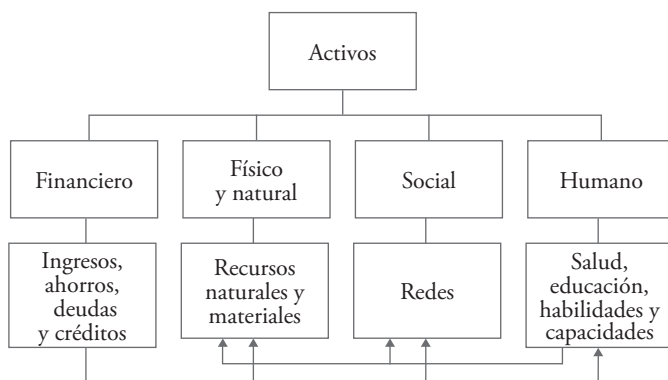 Activos
Financiero
Físico
y natural
Social
Humano
Ingresos,
ahorros,
deudas
y créditos
Recursos
naturales y
materiales
Redes
Salud,
educación,
habilidades y
capacidades